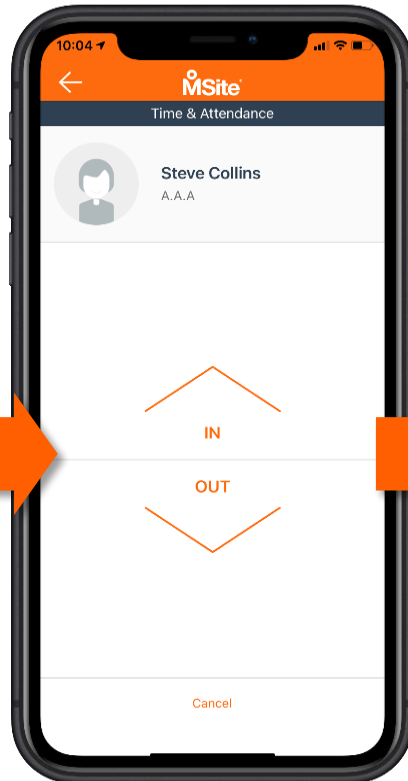 10:04
MSite
Time & Attendance
Steve Collins
A.A.A
IN
OUT
Cancel